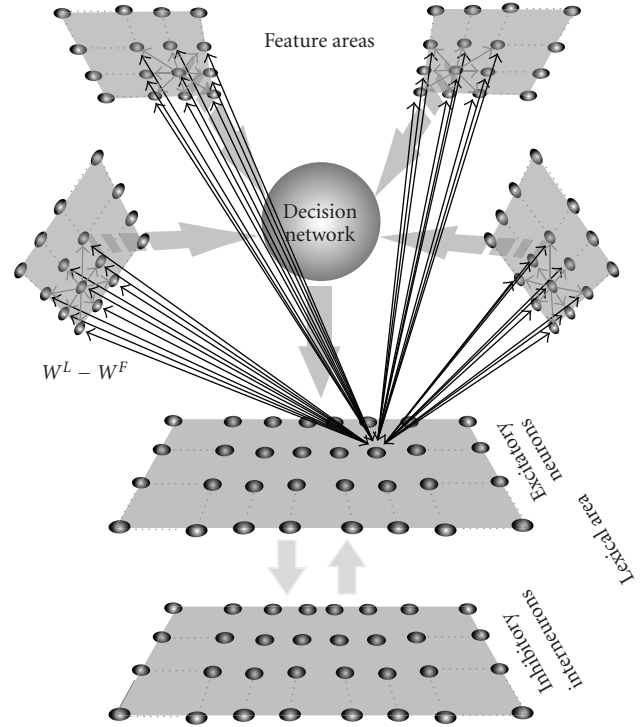 Feature areas
Decision
network
W^L − W^F
Excitatory
neurons
Lexical area
Inhibitory
interneurons